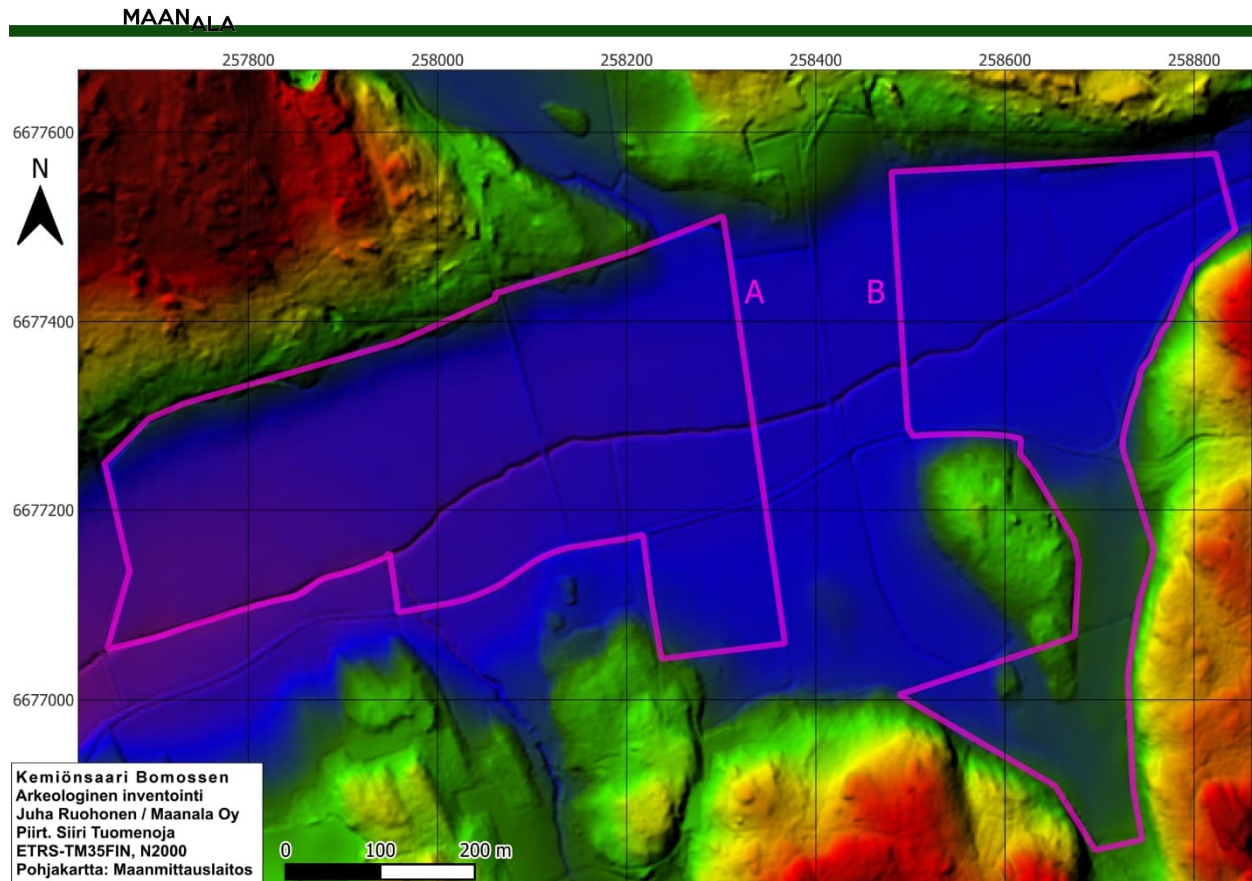 MAANALA
257800 258000 258200 258400 258600 258800
6677600
N
6677400
A
B
6677200
6677000
Kemiönsaari Bomossen
Arkeologinen inventointi
Juha Ruohonen / Maanala Oy
Piirt. Siiri Tuomenoja
ETRS-TM35FIN, N2000
Pohjakartta: Maanmittauslaitos
0 100 200 m